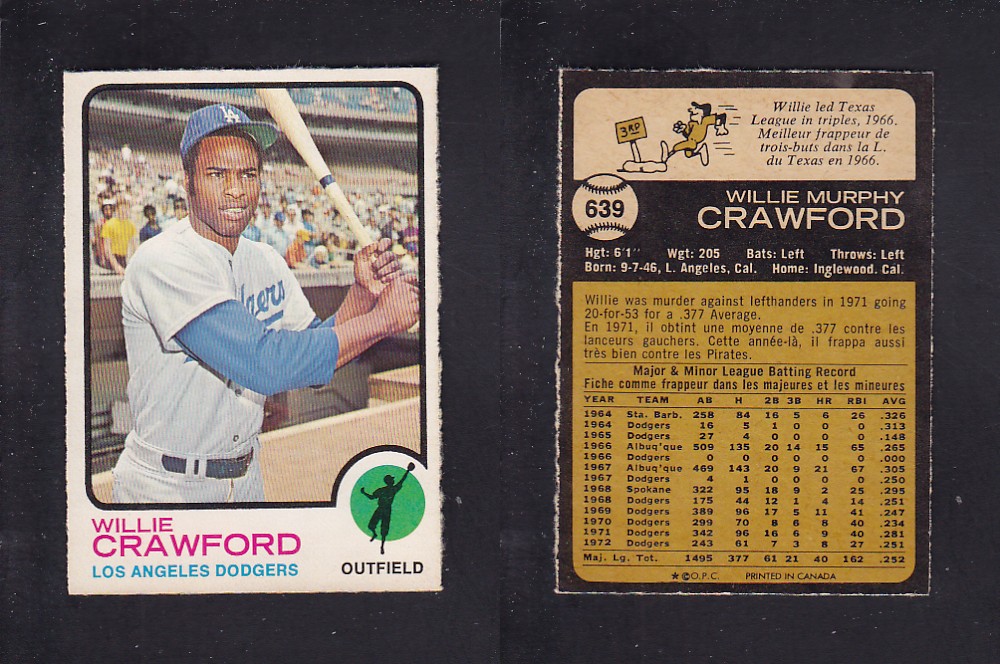 LA
gers
WILLIE
CRAWFORD
LOS ANGELES DODGERS
OUTFIELD
3RD
Willie led Texas
League in triples, 1966.
Meilleur frappeur de
trois-buts dans la L.
du Texas en 1966.
639
WILLIE MURPHY
CRAWFORD
Hgt: 6'1" Wgt: 205 Bats: Left Throws: Left
Born: 9-7-46, L. Angeles, Cal. Home: Inglewood. Cal.
Willie was murder against lefthanders in 1971 going
20-for-53 for a .377 Average.
En 1971, il obtint une moyenne de .377 contre les
lanceurs gauchers. Cette année-là, il frappa aussi
très bien contre les Pirates.
Major & Minor League Batting Record
Fiche comme frappeur dans les majeures et les mineures
YEAR TEAM AB H 2B 3B HR RBI AVG
1964 Sta. Barb. 258 84 16 5 6 26 .326
1964 Dodgers 16 5 1 0 0 0 .313
1965 Dodgers 27 4 0 0 0 0 .148
1966 Albuq'que 509 135 20 14 15 65 .265
1966 Dodgers 0 0 0 0 0 0 .000
1967 Albuq'que 469 143 20 9 21 67 .305
1967 Dodgers 4 1 0 0 0 0 .250
1968 Spokane 322 95 18 9 2 25 .295
1968 Dodgers 175 44 12 1 4 14 .251
1969 Dodgers 389 96 17 5 11 41 .247
1970 Dodgers 299 70 8 6 8 40 .234
1971 Dodgers 342 96 16 6 9 40 .281
1972 Dodgers 243 61 7 3 8 27 .251
Maj. Lg. Tot. 1495 377 61 21 40 162 .252
★ © O.P.C. PRINTED IN CANADA